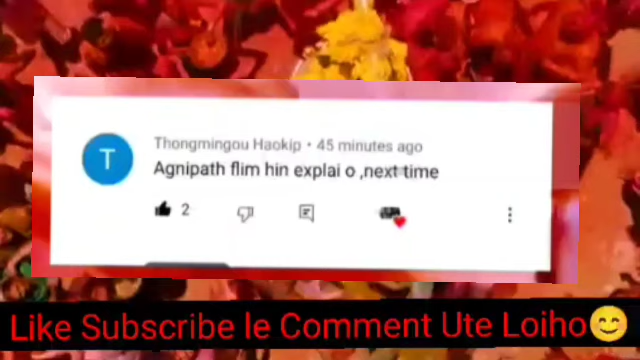 T
Thongmingou Haokip • 45 minutes ago
Agnipath flim hin explai o ,next time
2
Like Subscribe le Comment Ute Loiho😊